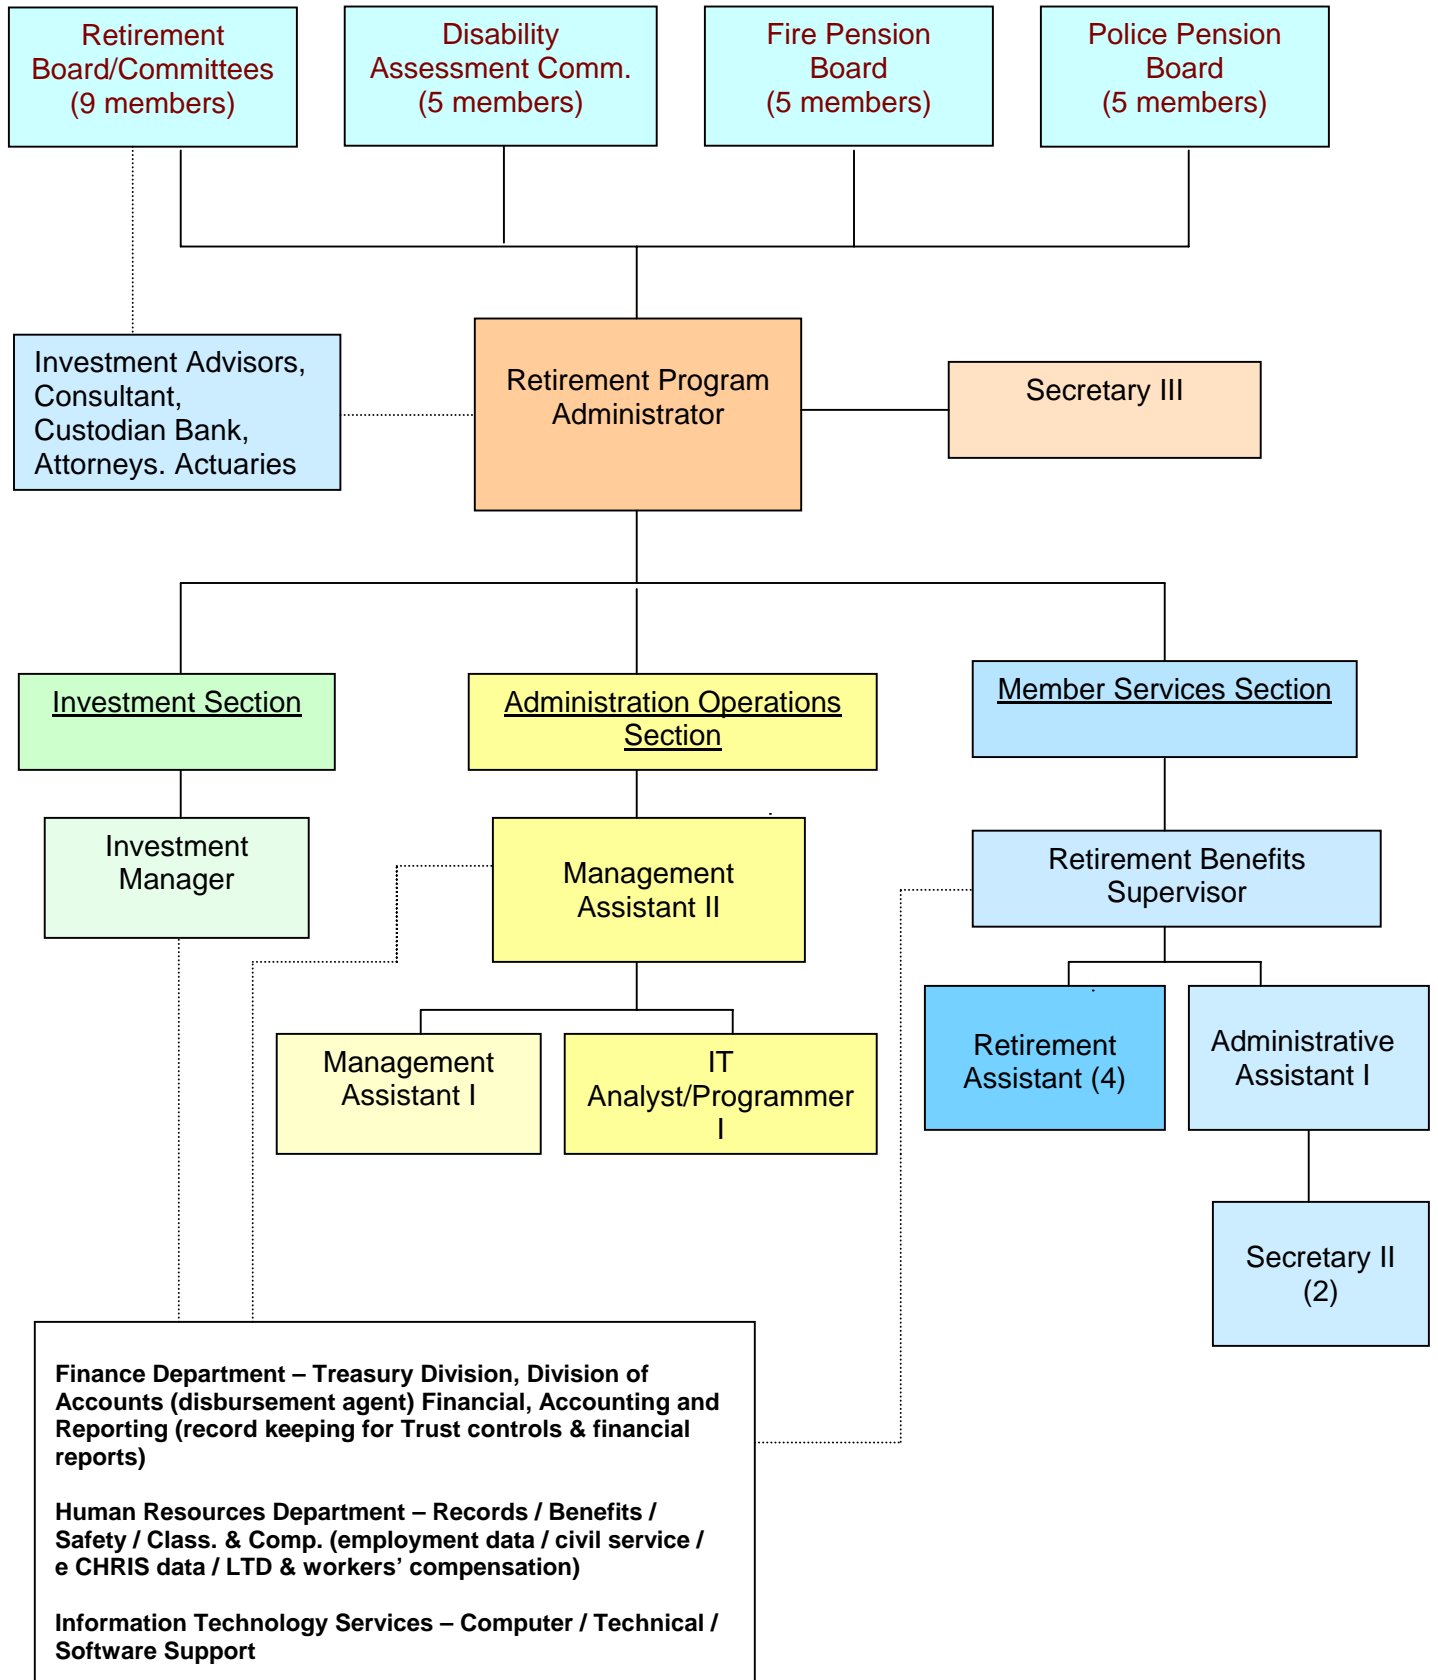 Retirement
Board/Committees
(9 members)
Disability
Assessment Comm.
(5 members)
Fire Pension
Board
(5 members)
Police Pension
Board
(5 members)
Investment Advisors,
Consultant,
Custodian Bank,
Attorneys. Actuaries
Retirement Program
Administrator
Secretary III
Investment Section
Administration Operations
Section
Member Services Section
Investment
Manager
Management
Assistant II
Retirement Benefits
Supervisor
Management
Assistant I
IT
Analyst/Programmer
I
Retirement
Assistant (4)
Administrative
Assistant I
Secretary II
(2)
Finance Department – Treasury Division, Division of
Accounts (disbursement agent) Financial, Accounting and
Reporting (record keeping for Trust controls & financial
reports)
Human Resources Department – Records / Benefits /
Safety / Class. & Comp. (employment data / civil service /
e CHRIS data / LTD & workers’ compensation)
Information Technology Services – Computer / Technical /
Software Support